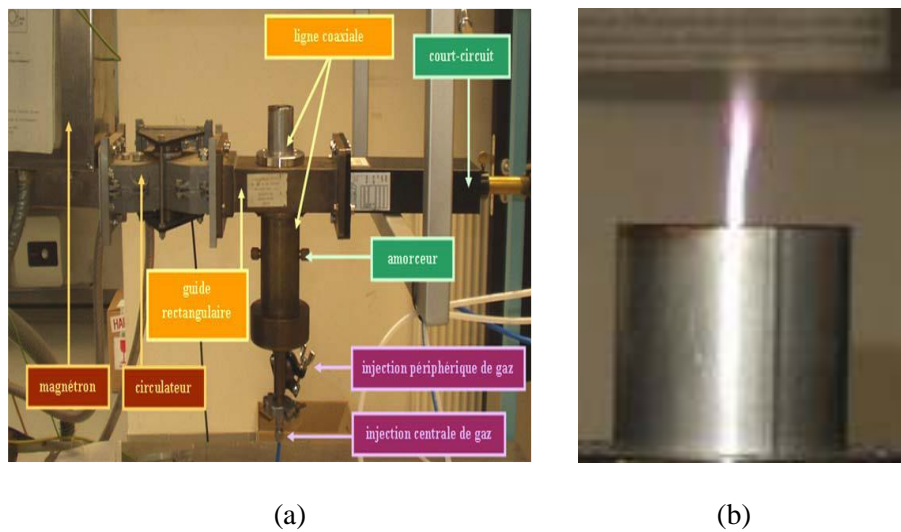 ligne coaxiale
court-circuit
amorceur
guide
rectangulaire
injection périphérique de gaz
magnétron
circulateur
injection centrale de gaz
(a)
(b)